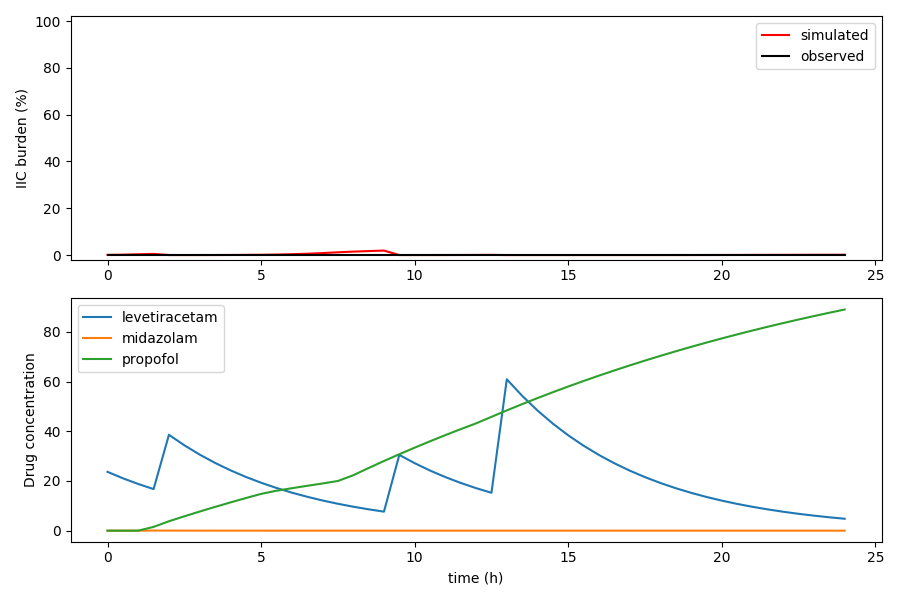 100
80
60
40
20
0
IIC burden (%)
simulated
observed
0 5 10 15 20 25
80
60
40
20
0
Drug concentration
levetiracetam
midazolam
propofol
0 5 10 15 20 25
time (h)